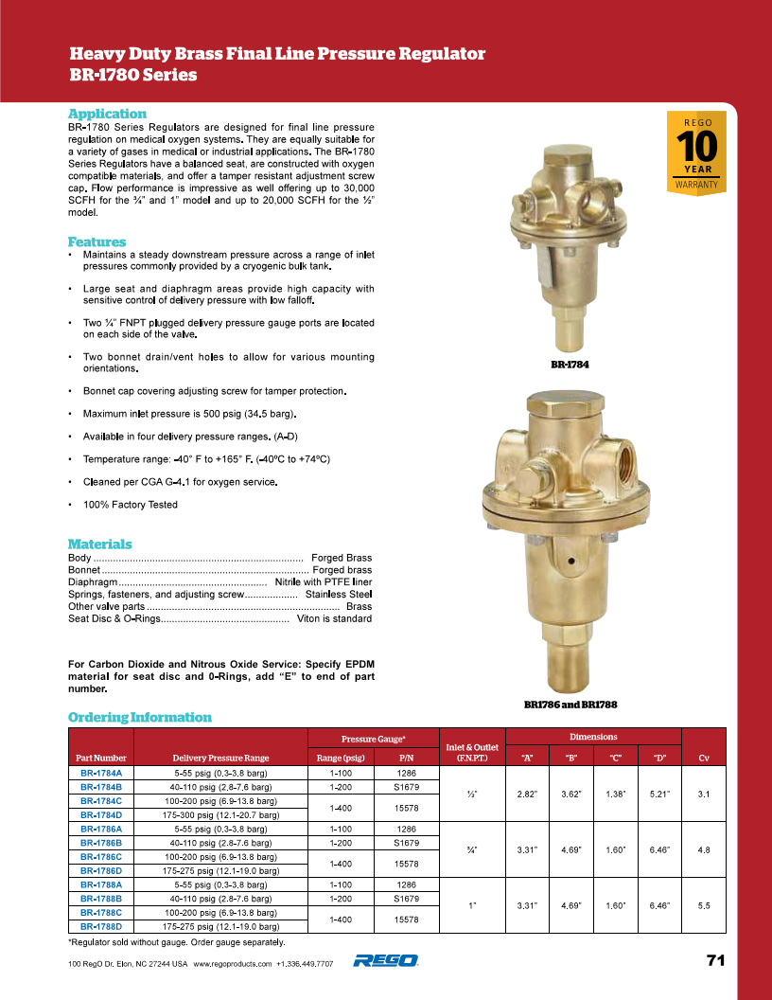 Heavy Duty Brass Final Line Pressure Regulator
BR-1780 Series
Application
BR-1780 Series Regulators are designed for final line pressure
regulation on medical oxygen systems. They are equally suitable for
a variety of gases in medical or industrial applications. The BR-1780
Series Regulators have a balanced seat, are constructed with oxygen
compatible materials, and offer a tamper resistant adjustment screw
cap. Flow performance is impressive as well offering up to 30,000
SCFH for the ¾” and 1” model and up to 20,000 SCFH for the ½”
model.
REGO
10
YEAR
WARRANTY
Features
• Maintains a steady downstream pressure across a range of inlet
pressures commonly provided by a cryogenic bulk tank.
• Large seat and diaphragm areas provide high capacity with
sensitive control of delivery pressure with low falloff.
• Two ¼” FNPT plugged delivery pressure gauge ports are located
on each side of the valve.
• Two bonnet drain/vent holes to allow for various mounting
orientations.
• Bonnet cap covering adjusting screw for tamper protection.
• Maximum inlet pressure is 500 psig (34.5 barg).
• Available in four delivery pressure ranges. (A-D)
• Temperature range: -40° F to +165° F. (-40ºC to +74ºC)
• Cleaned per CGA G-4.1 for oxygen service.
• 100% Factory Tested
BR-1784
BR1786 and BR1788
Materials
Body ........................................................................... Forged Brass
Bonnet .......................................................................... Forged brass
Diaphragm ..................................................... Nitrile with PTFE liner
Springs, fasteners, and adjusting screw................... Stainless Steel
Other valve parts ..................................................................... Brass
Seat Disc & O-Rings.............................................. Viton is standard
For Carbon Dioxide and Nitrous Oxide Service: Specify EPDM
material for seat disc and 0-Rings, add “E” to end of part
number.
Ordering Information
Part Number Delivery Pressure Range Pressure Gauge* Inlet & Outlet (F.N.P.T.) Dimensions Cv
Range (psig) P/N “A” “B” “C” “D”
BR-1784A 5-55 psig (0.3-3.8 barg) 1-100 1286 ½” 2.82” 3.62” 1.38” 5.21” 3.1
BR-1784B 40-110 psig (2.8-7.6 barg) 1-200 S1679
BR-1784C 100-200 psig (6.9-13.8 barg) 1-400 15578
BR-1784D 175-300 psig (12.1-20.7 barg)
BR-1786A 5-55 psig (0.3-3.8 barg) 1-100 1286 ¾” 3.31” 4.69” 1.60” 6.46” 4.8
BR-1786B 40-110 psig (2.8-7.6 barg) 1-200 S1679
BR-1786C 100-200 psig (6.9-13.8 barg) 1-400 15578
BR-1786D 175-275 psig (12.1-19.0 barg)
BR-1788A 5-55 psig (0.3-3.8 barg) 1-100 1286 1” 3.31” 4.69” 1.60” 6.46” 5.5
BR-1788B 40-110 psig (2.8-7.6 barg) 1-200 S1679
BR-1788C 100-200 psig (6.9-13.8 barg) 1-400 15578
BR-1788D 175-275 psig (12.1-19.0 barg)
*Regulator sold without gauge. Order gauge separately.
100 RegO Dr. Elon, NC 27244 USA www.regoproducts.com +1.336.449.7707 REGO 71